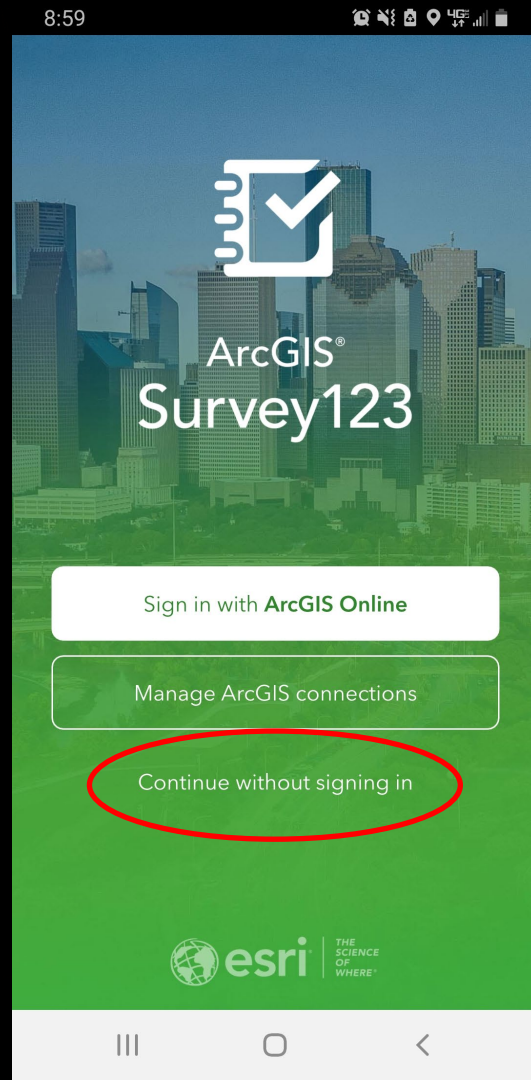 8:59
4GE
ArcGIS®
Survey123
Sign in with ArcGIS Online
Manage ArcGIS connections
Continue without signing in
esri
THE
SCIENCE
OF
WHERE®